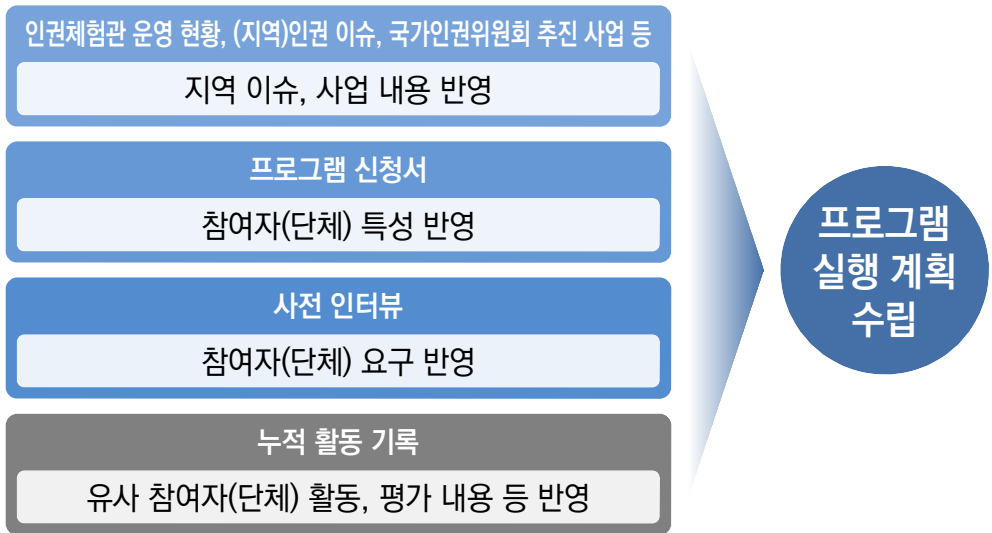 인권체험관 운영 현황, (지역)인권 이슈, 국가인권위원회 추진 사업 등
지역 이슈, 사업 내용 반영
프로그램 신청서
참여자(단체) 특성 반영
사전 인터뷰
참여자(단체) 요구 반영
누적 활동 기록
유사 참여자(단체) 활동, 평가 내용 등 반영
프로그램
실행 계획
수립